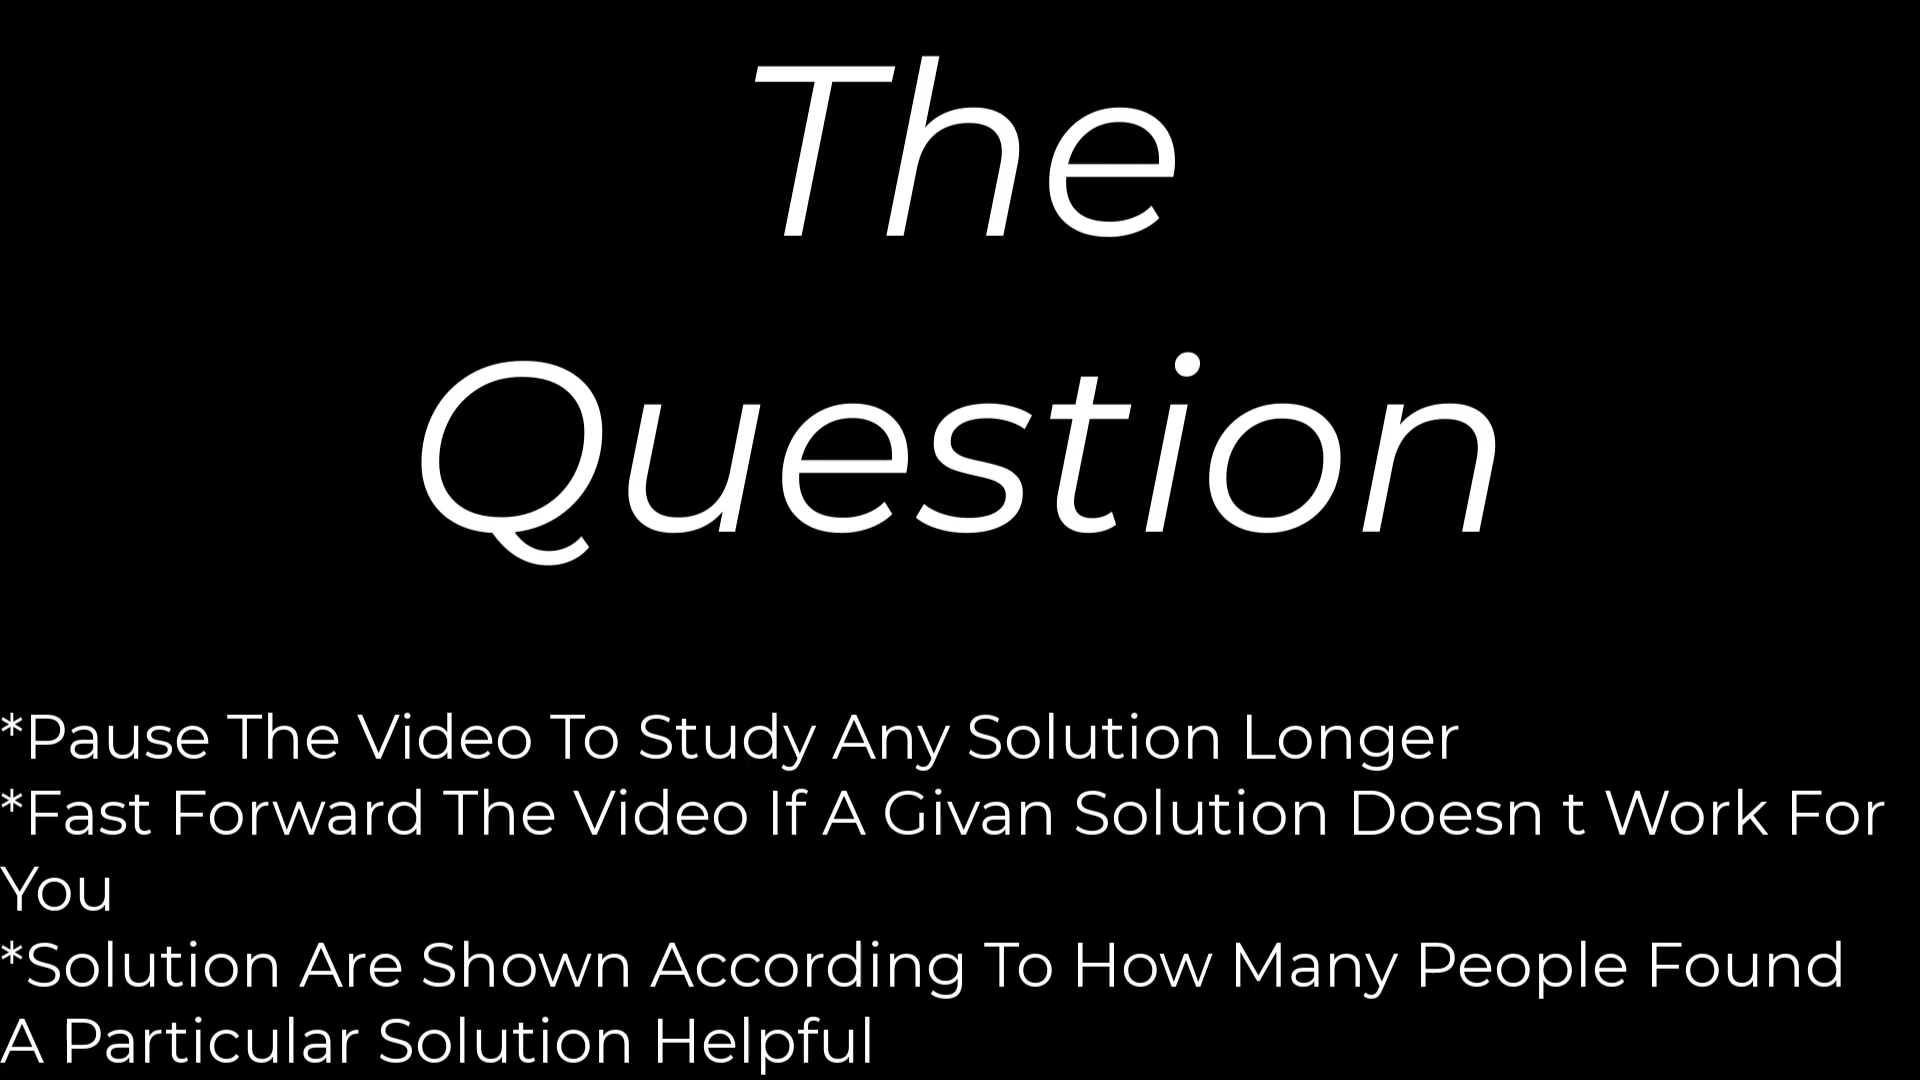 The
Question
*Pause The Video To Study Any Solution Longer
*Fast Forward The Video If A Givan Solution Doesn t Work For
You
*Solution Are Shown According To How Many People Found
A Particular Solution Helpful